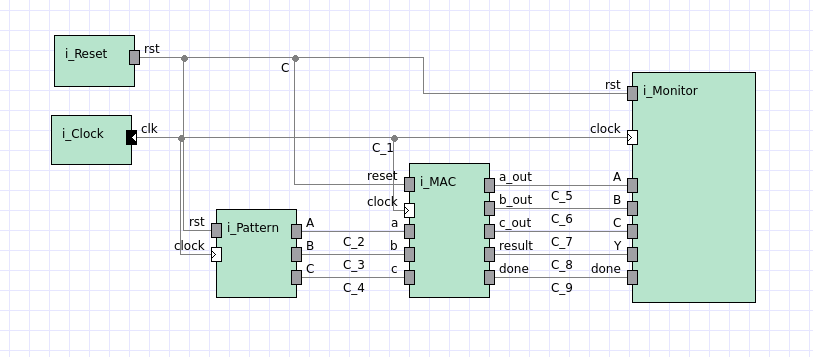 i_Reset
rst
C
rst
i_Monitor
i_Clock
clk
clock
C_1
reset
i_MAC
a_out
A
clock
b_out
C_5
B
rst
i_Pattern
A
a
c_out
C_6
C
clock
B
C_2
b
result
C_7
Y
C
C_3
c
done
C_8
done
C_4
C_9